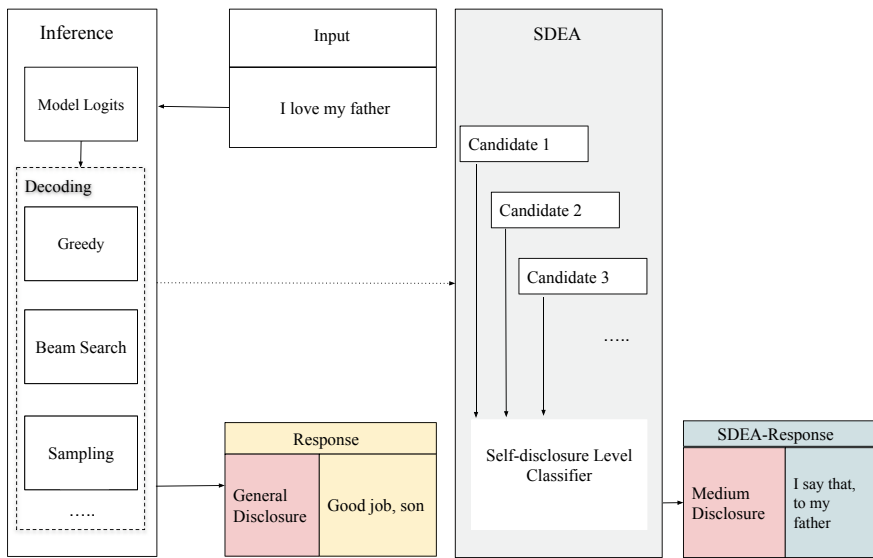 Inference
Model Logits
Decoding
Greedy
Beam Search
Sampling
.....
Input
I love my father
Response
General
Disclosure
Good job, son
SDEA
Candidate 1
Candidate 2
Candidate 3
.....
Self-disclosure Level
Classifier
SDEA-Response
Medium
Disclosure
I say that,
to my
father